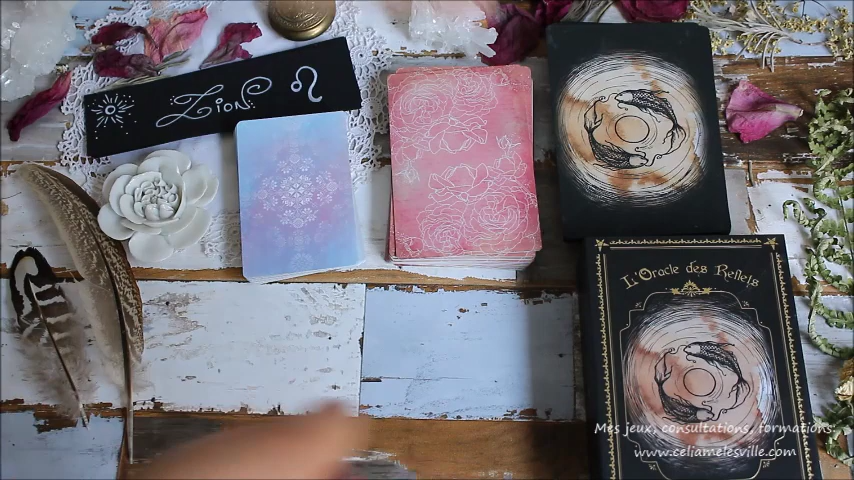 Lion
L'Oracle des Reflets
Mes jeux, consultations, formations:
www.celiamelesville.com